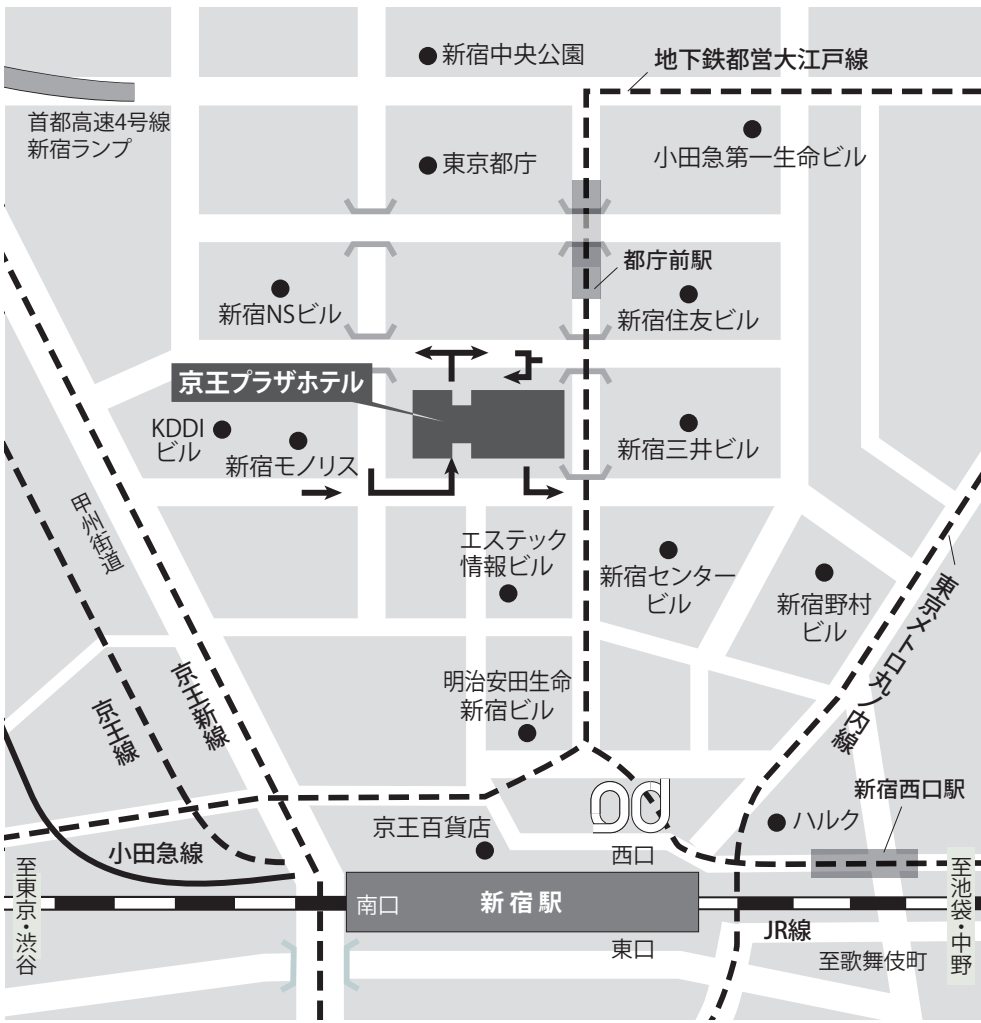 新宿中央公園
地下鉄都営大江戸線
首都高速4号線
新宿ランプ
東京都庁
小田急第一生命ビル
都庁前駅
新宿NSビル
新宿住友ビル
京王プラザホテル
KDDI
ビル
新宿モノリス
新宿三井ビル
甲州街道
エステック
情報ビル
新宿センター
ビル
新宿野村
ビル
東京メトロ丸ノ内線
京王新線
京王線
明治安田生命
新宿ビル
新宿西口駅
京王百貨店
ハルク
小田急線
西口
至東京・渋谷
南口
新宿駅
至池袋・中野
JR線
東口
至歌舞伎町